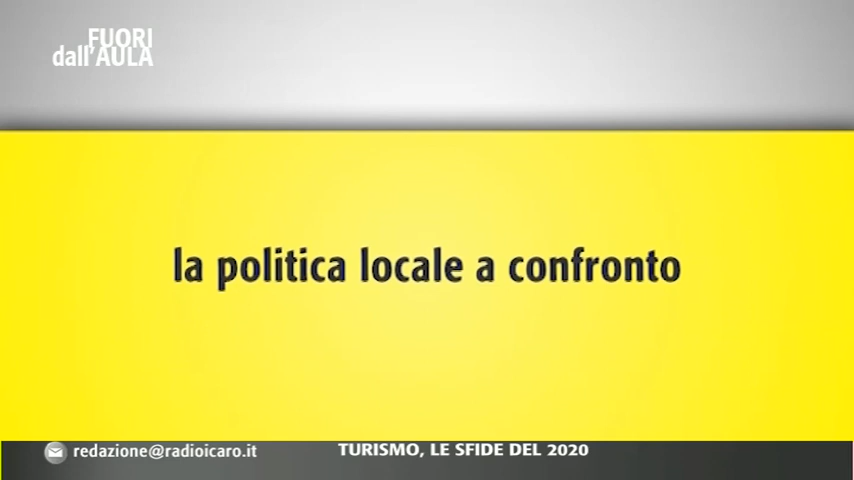 FUORI
dall'AULA
la politica locale a confronto
redazione@radioicaro.it
TURISMO, LE SFIDE DEL 2020